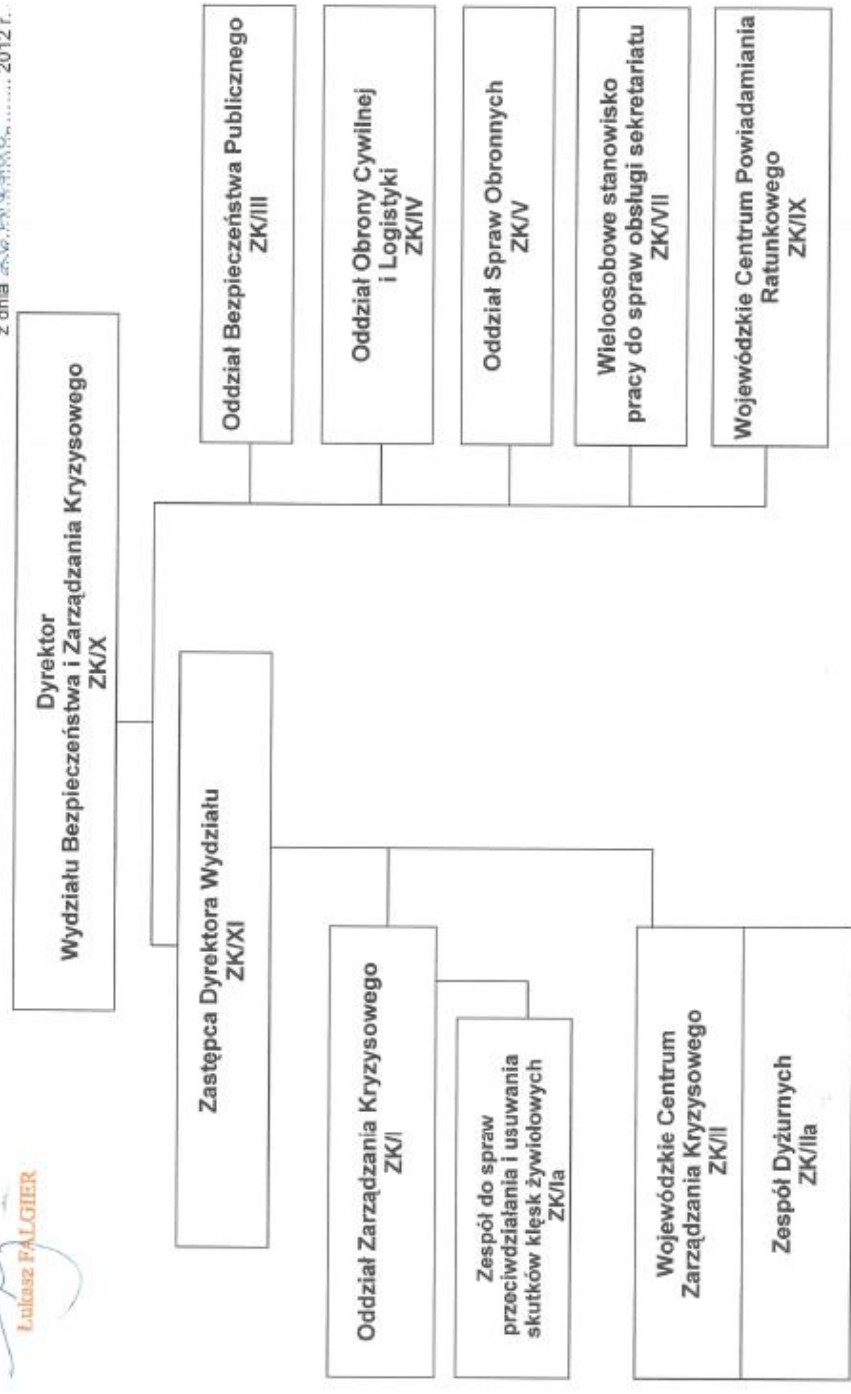 z dnia 2012 r.
Łukasz FALGIER
Dyrektor
Wydziału Bezpieczeństwa i Zarządzania Kryzysowego
ZK/X
Zastępca Dyrektora Wydziału
ZK/XI
Oddział Zarządzania Kryzysowego
ZK/I
Zespół do spraw
przeciwdziałania i usuwania
skutków klęsk żywiołowych
ZK/Ia
Wojewódzkie Centrum
Zarządzania Kryzysowego
ZK/II
Zespół Dyżurnych
ZK/IIa
Oddział Bezpieczeństwa Publicznego
ZK/III
Oddział Obrony Cywilnej
i Logistyki
ZK/IV
Oddział Spraw Obronnych
ZK/V
Wieloosobowe stanowisko
pracy do spraw obsługi sekretariatu
ZK/VII
Wojewódzkie Centrum Powiadamiania
Ratunkowego
ZK/IX